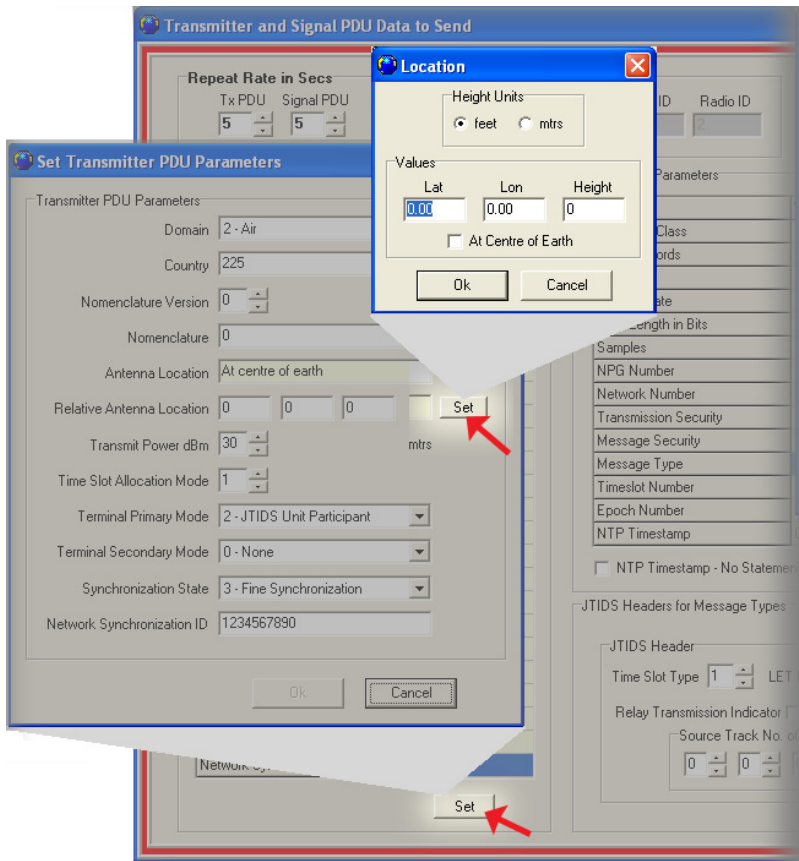 Transmitter and Signal PDU Data to Send
Repeat Rate in Secs
Tx PDU Signal PDU
5 5
ID Radio ID
2
Location
Height Units
feet mtrs
Values
Lat Lon Height
0.00 0.00 0
At Centre of Earth
Ok Cancel
Set Transmitter PDU Parameters
Transmitter PDU Parameters
Domain 2 - Air
Country 225
Nomenclature Version 0
Nomenclature 0
Antenna Location At centre of earth
Relative Antenna Location 0 0 0 Set
Transmit Power dBm 30 mtrs
Time Slot Allocation Mode 1
Terminal Primary Mode 2 - JTIDS Unit Participant
Terminal Secondary Mode 0 - None
Synchronization State 3 - Fine Synchronization
Network Synchronization ID 1234567890
Ok Cancel
Parameters
Class
Length in Bits
Samples
NPG Number
Network Number
Transmission Security
Message Security
Message Type
Timeslot Number
Epoch Number
NTP Timestamp
NTP Timestamp - No Statemen
JTIDS Headers for Message Types
JTIDS Header
Time Slot Type 1 LET
Relay Transmission Indicator
Source Track No. of
0 0
Network
Set